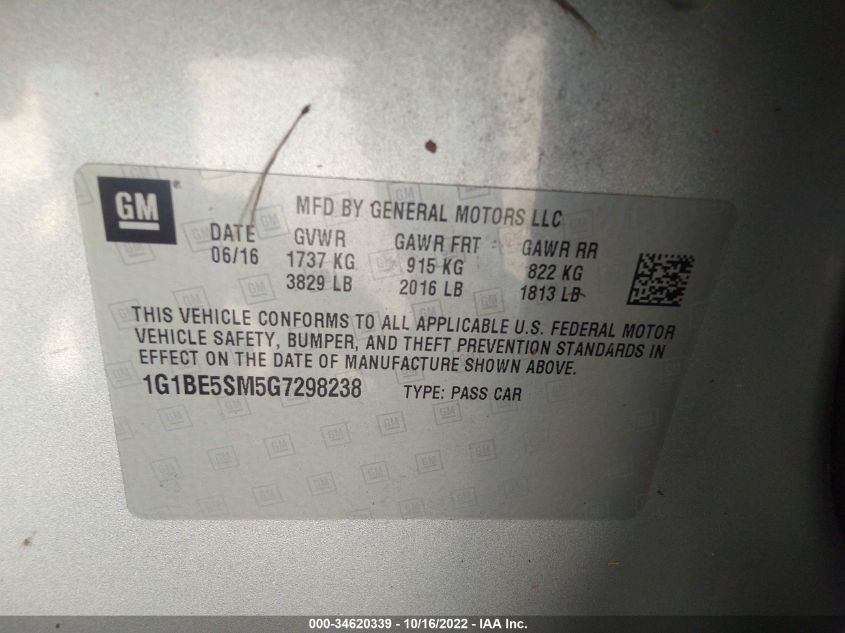 GM
MFD BY GENERAL MOTORS LLC
DATE GVWR GAWR FRT GAWR RR
06/16 1737 KG 915 KG 822 KG
3829 LB 2016 LB 1813 LB
THIS VEHICLE CONFORMS TO ALL APPLICABLE U.S. FEDERAL MOTOR
VEHICLE SAFETY, BUMPER, AND THEFT PREVENTION STANDARDS IN
EFFECT ON THE DATE OF MANUFACTURE SHOWN ABOVE.
1G1BE5SM5G7298238 TYPE: PASS CAR
000-34620339 - 10/16/2022 - IAA Inc.